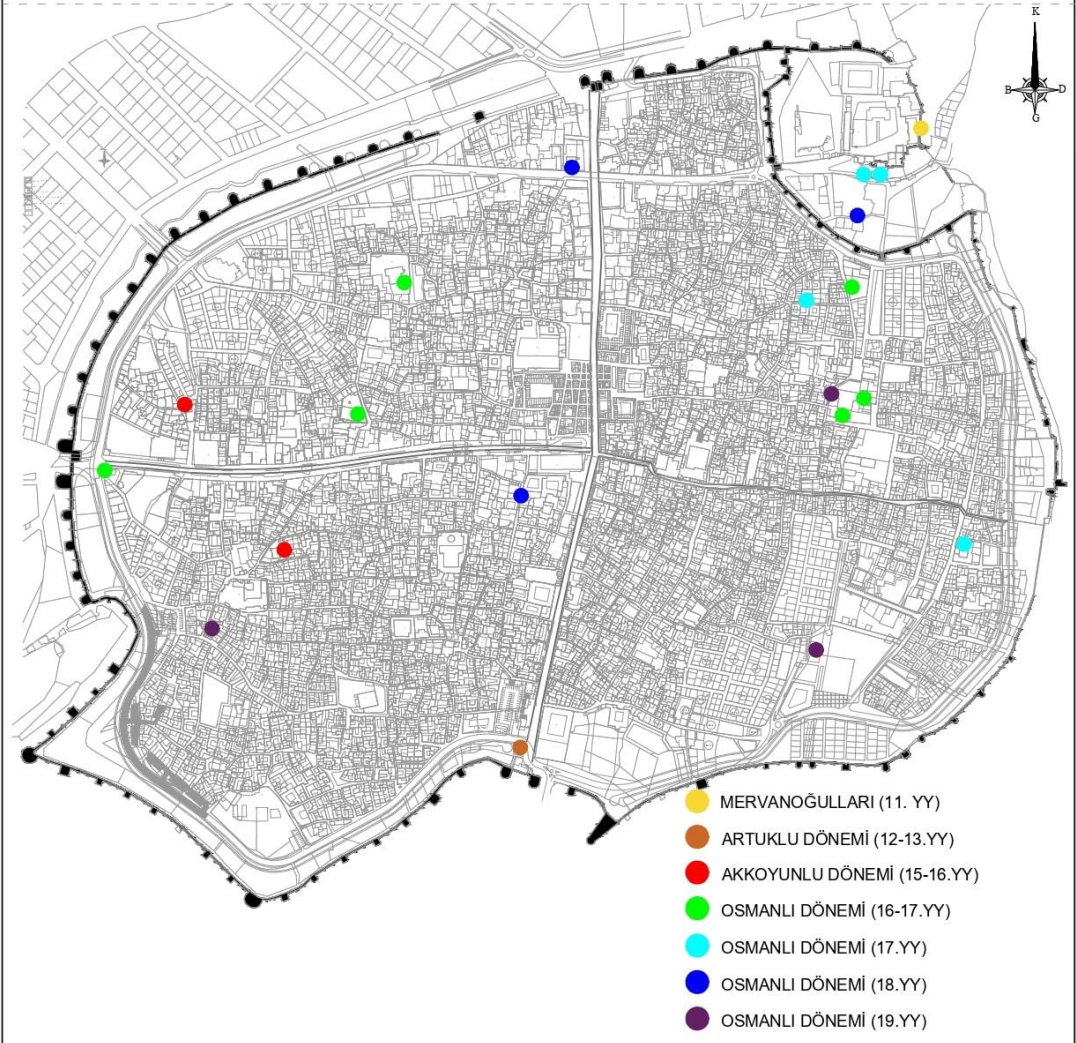 K
B D
G
MERVANOĞULLARI (11. YY)
ARTUKLU DÖNEMİ (12-13.YY)
AKKOYUNLU DÖNEMİ (15-16.YY)
OSMANLI DÖNEMİ (16-17.YY)
OSMANLI DÖNEMİ (17.YY)
OSMANLI DÖNEMİ (18.YY)
OSMANLI DÖNEMİ (19.YY)